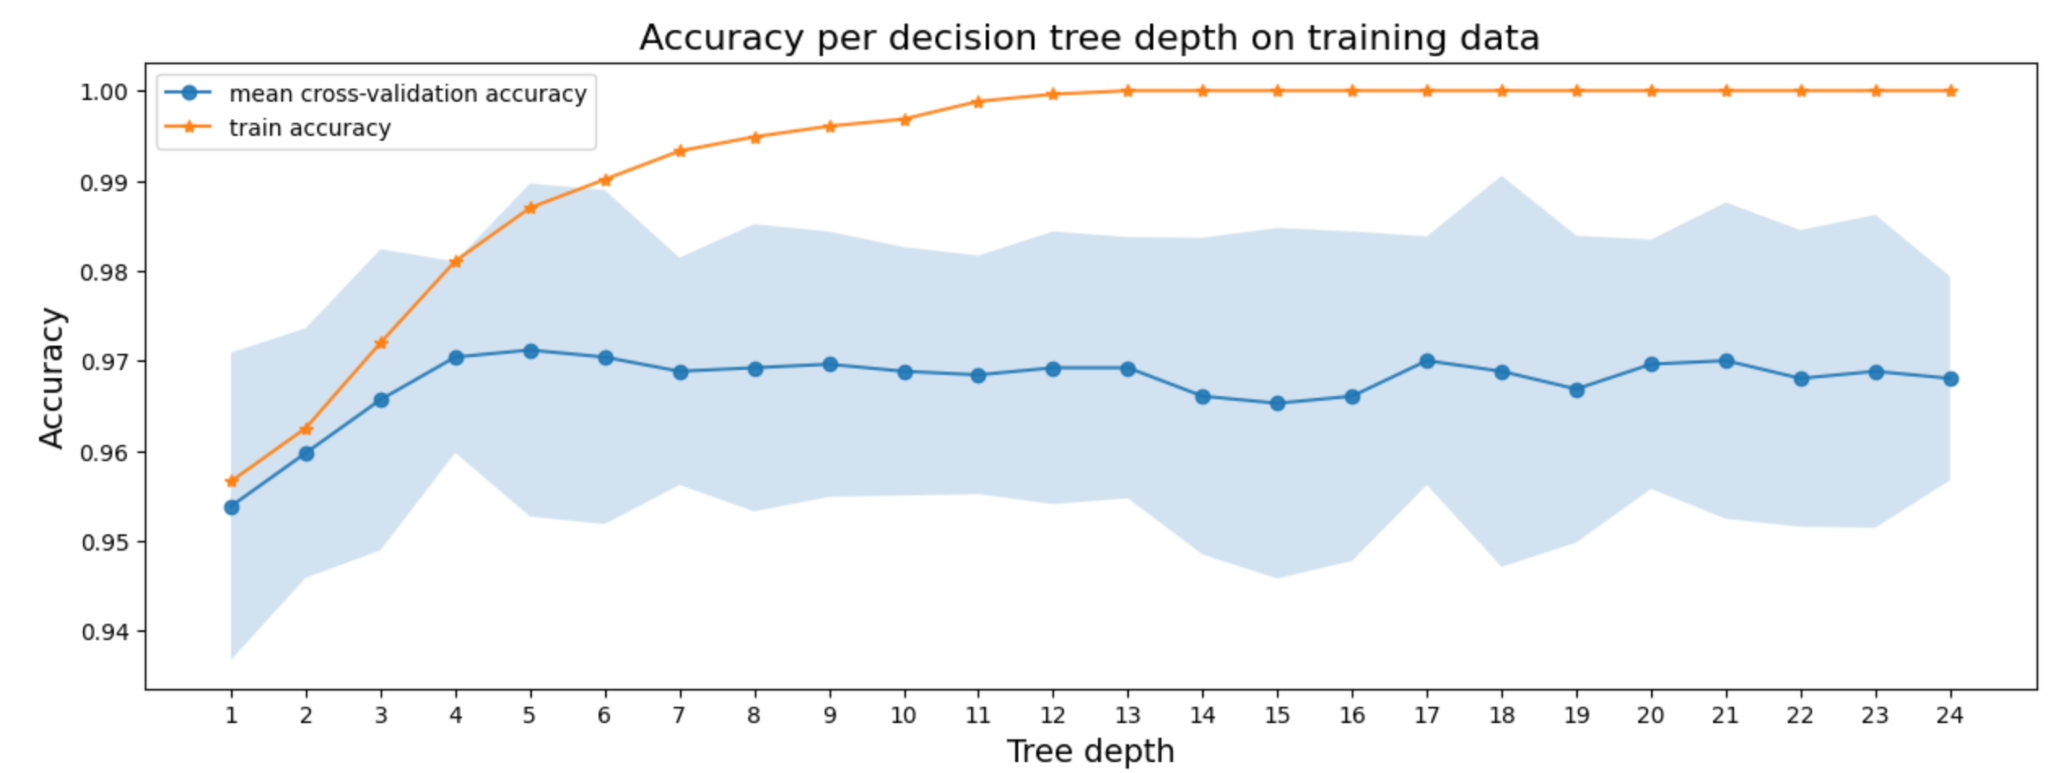 Accuracy per decision tree depth on training data
mean cross-validation accuracy
train accuracy
1.00
0.99
0.98
0.97
0.96
0.95
0.94
Accuracy
1 2 3 4 5 6 7 8 9 10 11 12 13 14 15 16 17 18 19 20 21 22 23 24
Tree depth